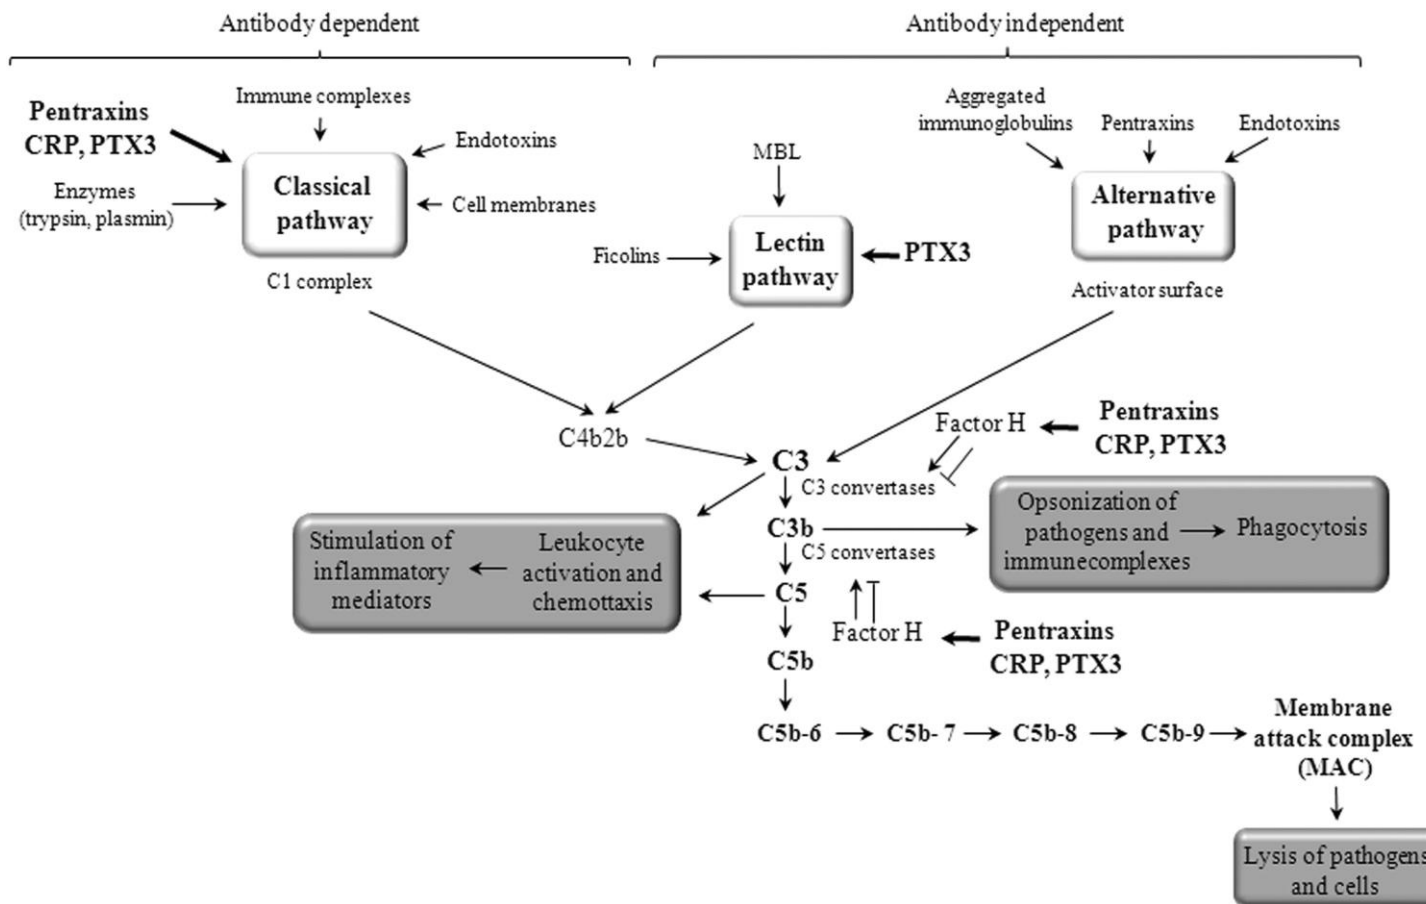 Antibody dependent
Antibody independent
Pentraxins
CRP, PTX3
Immune complexes
Endotoxins
Enzymes
(trypsin, plasmin)
Classical
pathway
Cell membranes
C1 complex
MBL
Ficolins
Lectin
pathway
PTX3
Aggregated
immunoglobulins
Pentraxins
Endotoxins
Alternative
pathway
Activator surface
C4b2b
C3
Factor H
Pentraxins
CRP, PTX3
C3 convertases
C3b
C5 convertases
Opsonization of
pathogens and
immunecomplexes
Phagocytosis
Stimulation of
inflammatory
mediators
Leukocyte
activation and
chemottaxis
C5
Factor H
Pentraxins
CRP, PTX3
C5b
C5b-6
C5b- 7
C5b-8
C5b-9
Membrane
attack complex
(MAC)
Lysis of pathogens
and cells